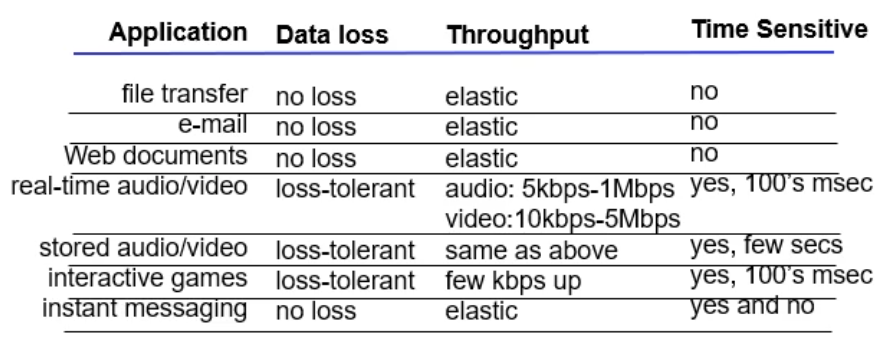 Application Data loss Throughput Time Sensitive
file transfer no loss elastic no
e-mail no loss elastic no
Web documents no loss elastic no
real-time audio/video loss-tolerant audio: 5kbps-1Mbps yes, 100's msec
video:10kbps-5Mbps
stored audio/video loss-tolerant same as above yes, few secs
interactive games loss-tolerant few kbps up yes, 100's msec
instant messaging no loss elastic yes and no